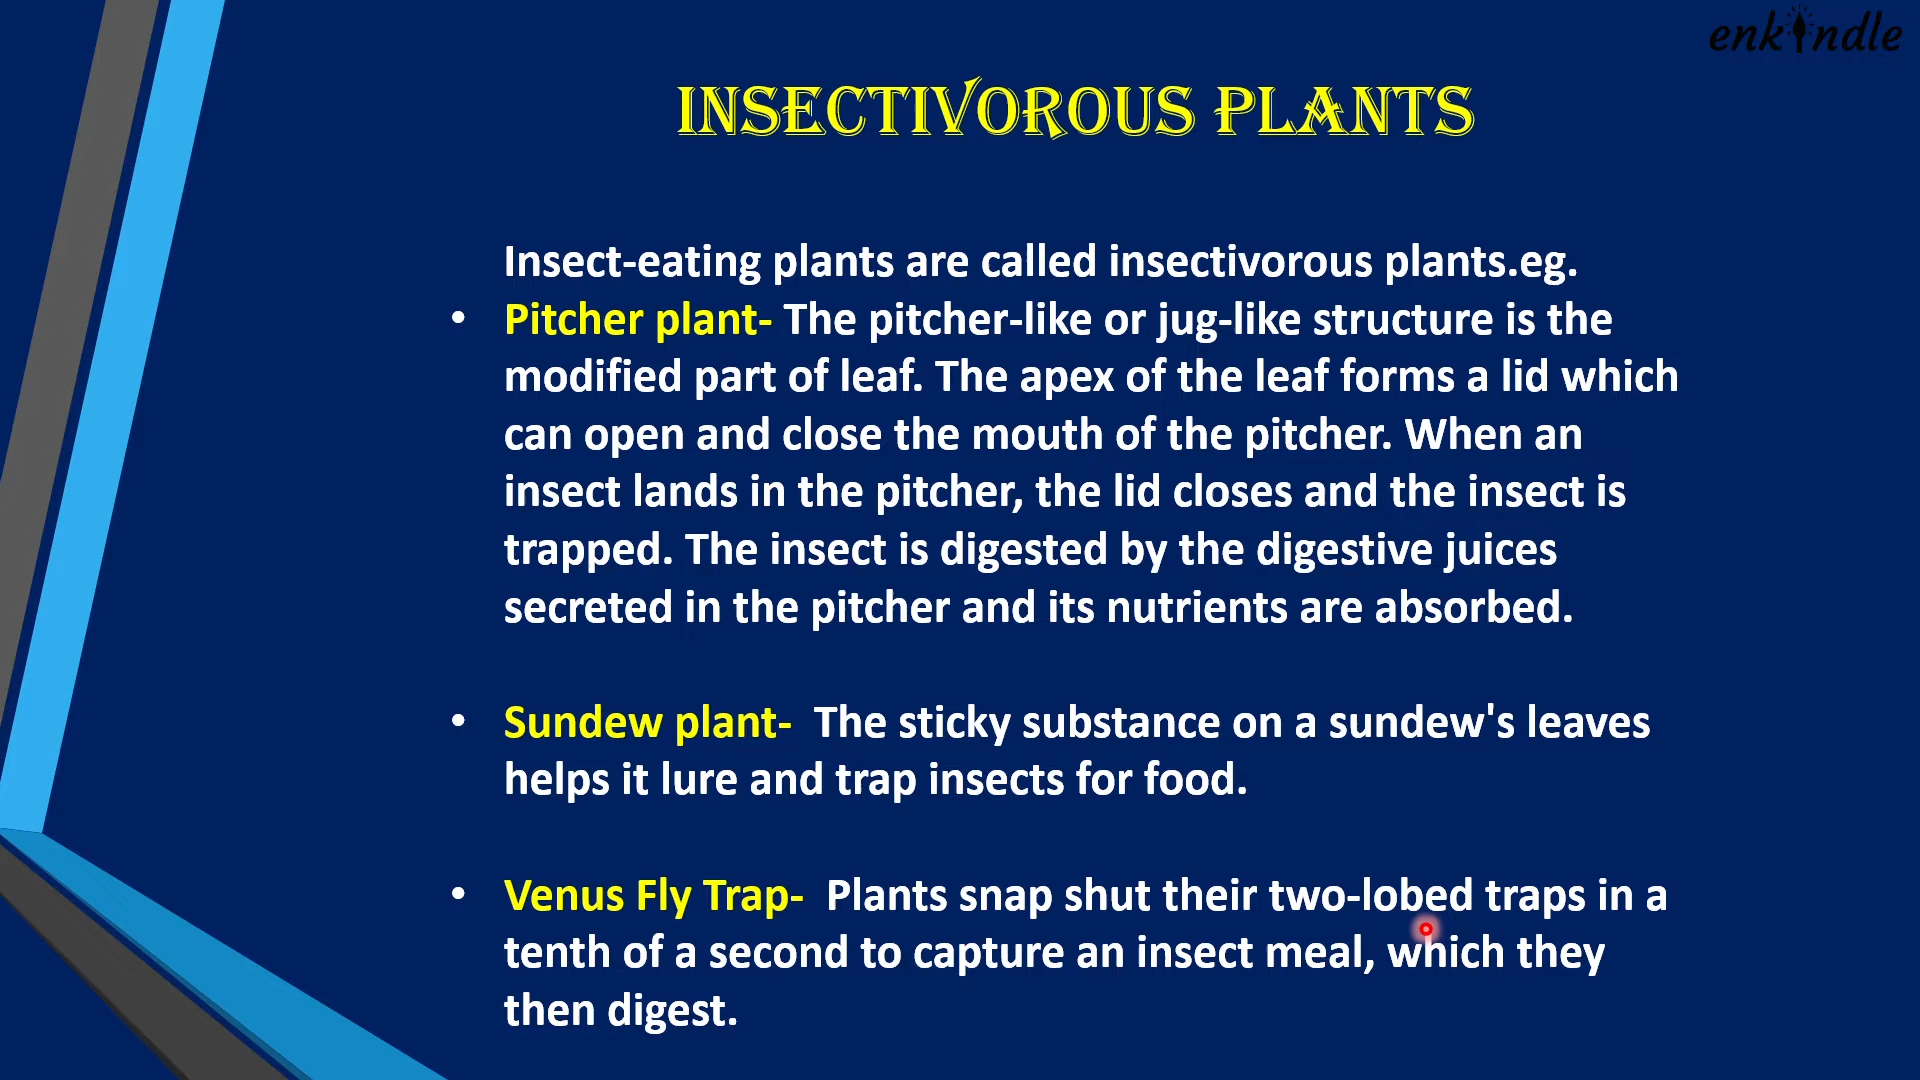 enkindle
INSECTIVOROUS PLANTS
Insect-eating plants are called insectivorous plants.eg.
• Pitcher plant- The pitcher-like or jug-like structure is the
modified part of leaf. The apex of the leaf forms a lid which
can open and close the mouth of the pitcher. When an
insect lands in the pitcher, the lid closes and the insect is
trapped. The insect is digested by the digestive juices
secreted in the pitcher and its nutrients are absorbed.
• Sundew plant- The sticky substance on a sundew's leaves
helps it lure and trap insects for food.
• Venus Fly Trap- Plants snap shut their two-lobed traps in a
tenth of a second to capture an insect meal, which they
then digest.